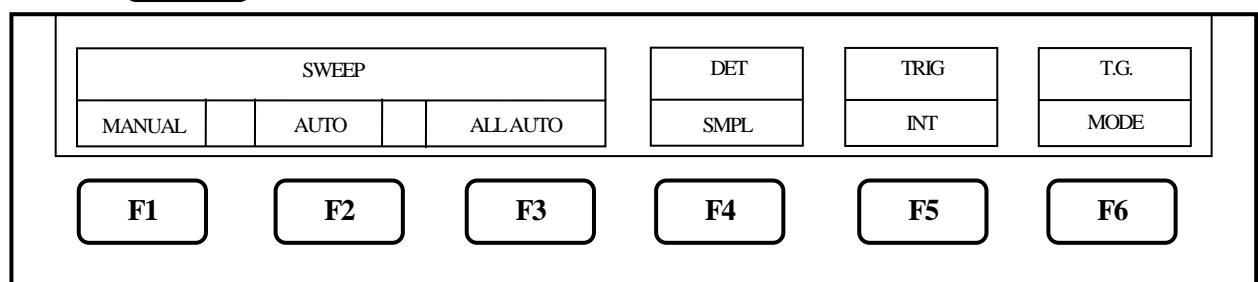 SWEEP DET TRIG T.G.
MANUAL AUTO ALL AUTO SMPL INT MODE
F1 F2 F3 F4 F5 F6